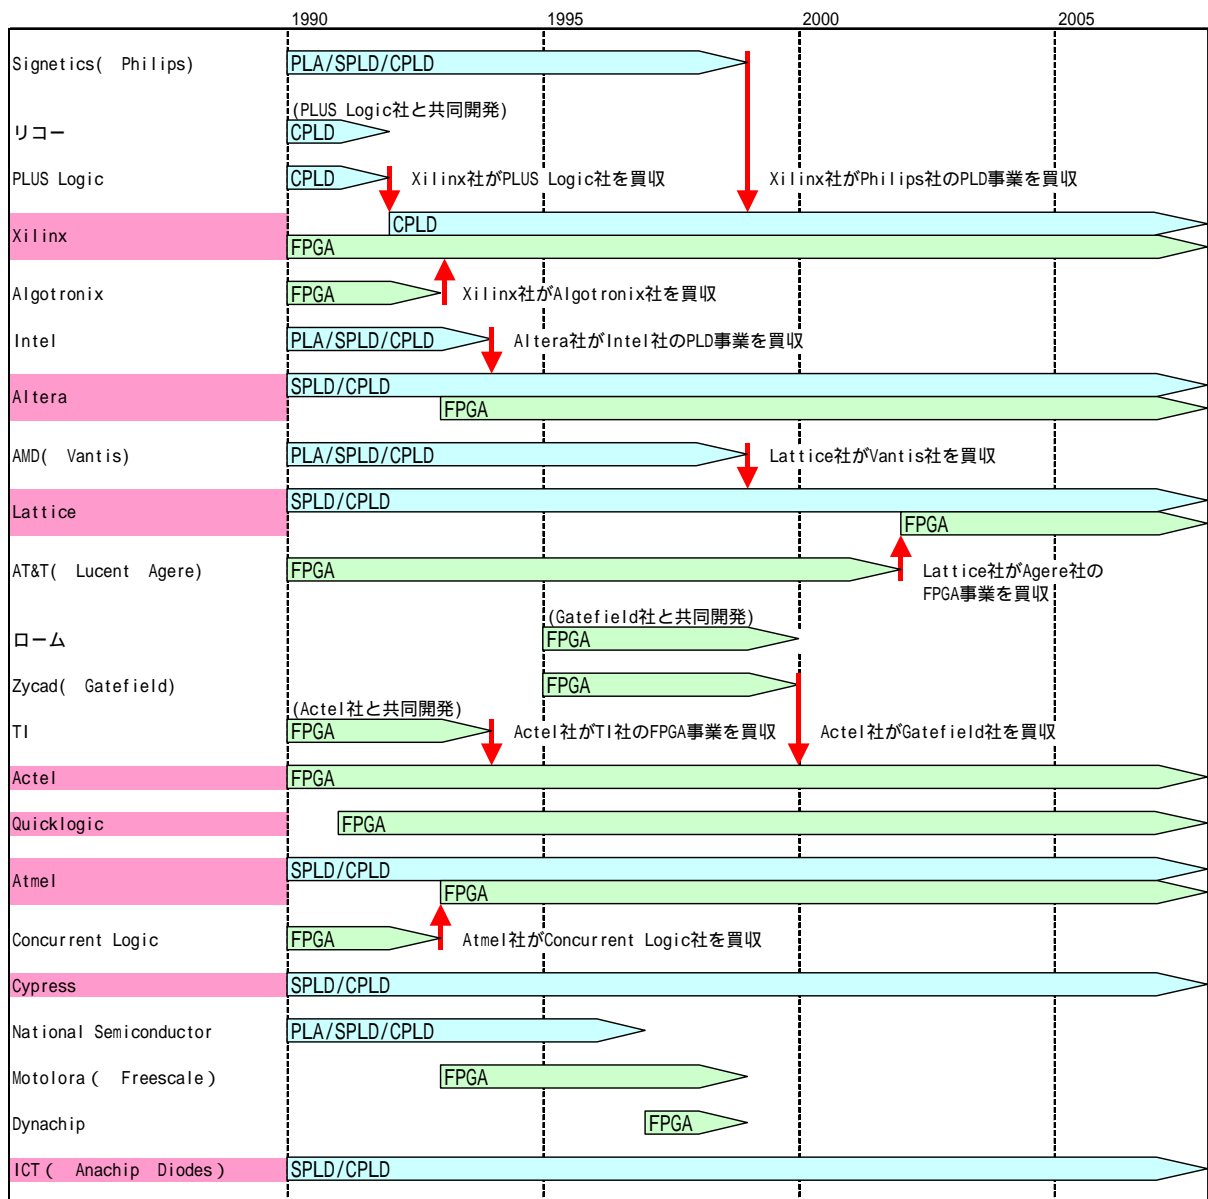 1990 1995 2000 2005
Signetics( Philips) PLA/SPLD/CPLD
(PLUS Logic社と共同開発)
リコー CPLD
PLUS Logic CPLD Xilinx社がPLUS Logic社を買収 Xilinx社がPhilips社のPLD事業を買収
CPLD
Xilinx
FPGA
Algotronix FPGA Xilinx社がAlgotronix社を買収
Intel PLA/SPLD/CPLD Altera社がIntel社のPLD事業を買収
SPLD/CPLD
Altera
FPGA
AMD( Vantis) PLA/SPLD/CPLD Lattice社がVantis社を買収
SPLD/CPLD
Lattice
FPGA
AT&T( Lucent Agere) FPGA Lattice社がAgere社の
FPGA事業を買収
(Gatefield社と共同開発)
ローム FPGA
Zycad( Gatefield) FPGA
(Actel社と共同開発)
TI FPGA Actel社がTI社のFPGA事業を買収 Actel社がGatefield社を買収
Actel FPGA
Quicklogic FPGA
SPLD/CPLD
Atmel
FPGA
Concurrent Logic FPGA Atmel社がConcurrent Logic社を買収
Cypress SPLD/CPLD
National Semiconductor PLA/SPLD/CPLD
Motolora( Freescale) FPGA
Dynachip FPGA
ICT( Anachip Diodes) SPLD/CPLD